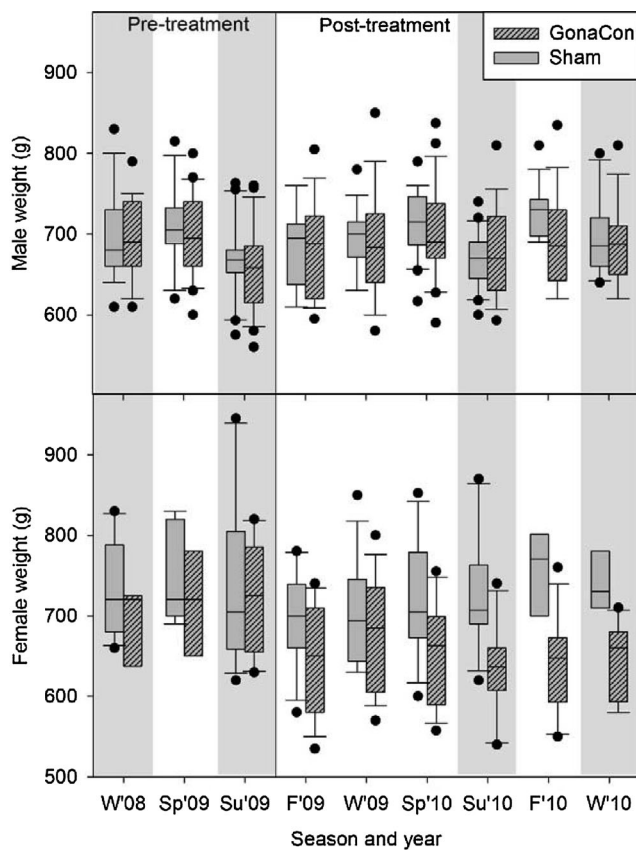 Pre-treatment Post-treatment
GonaCon
Sham
Male weight (g)
900
800
700
600
Female weight (g)
900
800
700
600
500
W'08 Sp'09 Su'09 F'09 W'09 Sp'10 Su'10 F'10 W'10
Season and year